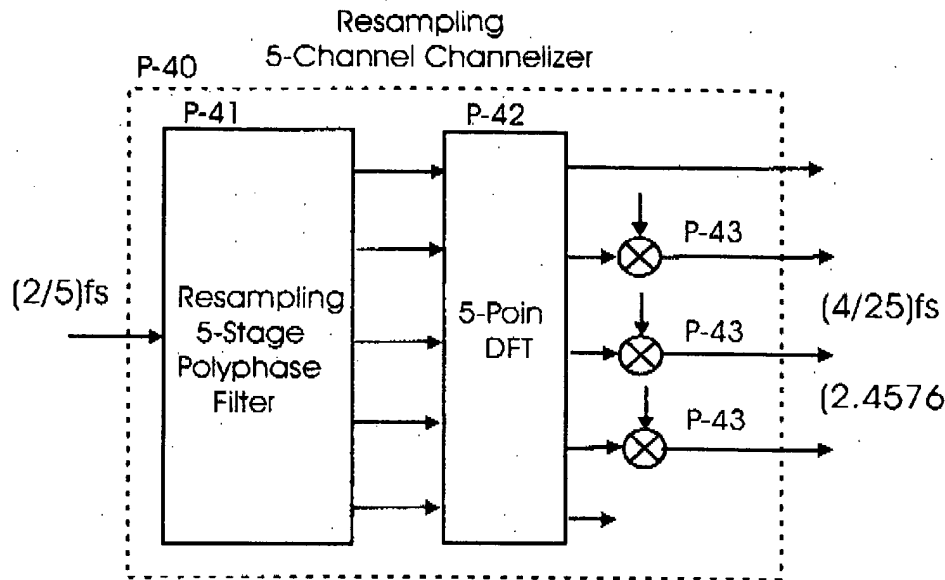 Resampling
5-Channel Channelizer
P-40
P-41
P-42
P-43
(2/5)fs
Resampling
5-Stage
Polyphase
Filter
5-Poin
DFT
P-43
(4/25)fs
P-43
(2.4576